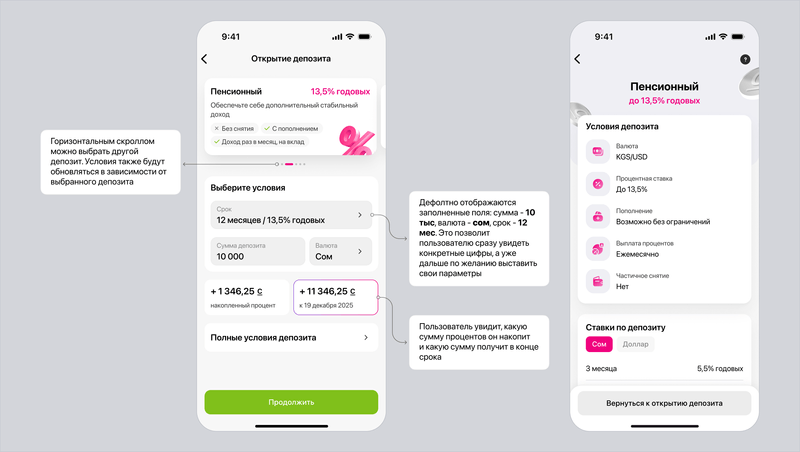 Горизонтальным скроллом
можно выбрать другой
депозит. Условия также будут
обновляться в зависимости от
выбранного депозита
9:41
Открытие депозита
Пенсионный
13,5% годовых
Обеспечьте себе дополнительный стабильный
доход
Без снятия
С пополнением
Доход раз в месяц, на вклад
Выберите условия
Срок
12 месяцев / 13,5% годовых
Сумма депозита
10 000
Валюта
Сом
+ 1 346,25 с
накопленный процент
+ 11 346,25 с
к 19 декабря 2025
Полные условия депозита
Продолжить
Дефолтно отображаются
заполненные поля: сумма - 10
тыс, валюта - сом, срок - 12
мес. Это позволит
пользователю сразу увидеть
конкретные цифры, а уже
дальше по желанию выставить
свои параметры
Пользователь увидит, какую
сумму процентов он накопит
и какую сумму получит в конце
срока
9:41
?
Пенсионный
до 13,5% годовых
Условия депозита
Валюта
KGS/USD
Процентная ставка
До 13,5%
Пополнение
Возможно без ограничений
Выплата процентов
Ежемесячно
Частичное снятие
Нет
Ставки по депозиту
Сом
Доллар
3 месяца
5,5% годовых
Вернуться к открытию депозита